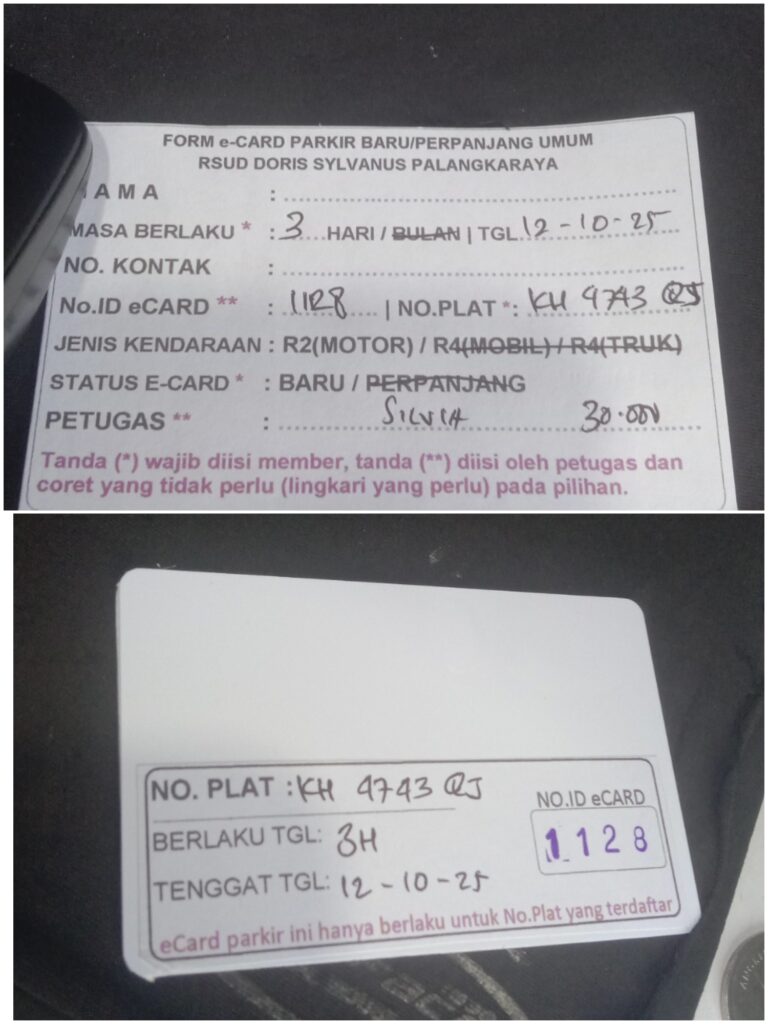 FORM e-CARD PARKIR BARU/PERPANJANG UMUM
RSUD DORIS SYLVANUS PALANGKARAYA
AMA :
MASA BERLAKU * : 3 HARI / BULAN | TGL 12-10-25
NO. KONTAK :
No.ID eCARD ** : 1128 | NO.PLAT *: KH 4743 QJ
JENIS KENDARAAN : R2(MOTOR) / R4(MOBIL) / R4(TRUK)
STATUS E-CARD * : BARU / PERPANJANG
PETUGAS ** : SILVIA 30.000
Tanda (*) wajib diisi member, tanda (**) diisi oleh petugas dan
coret yang tidak perlu (lingkari yang perlu) pada pilihan.
NO. PLAT : KH 4743 QJ
NO.ID eCARD
BERLAKU TGL: 3H
1128
TENGGAT TGL: 12-10-25
eCard parkir ini hanya berlaku untuk No.Plat yang terdaftar